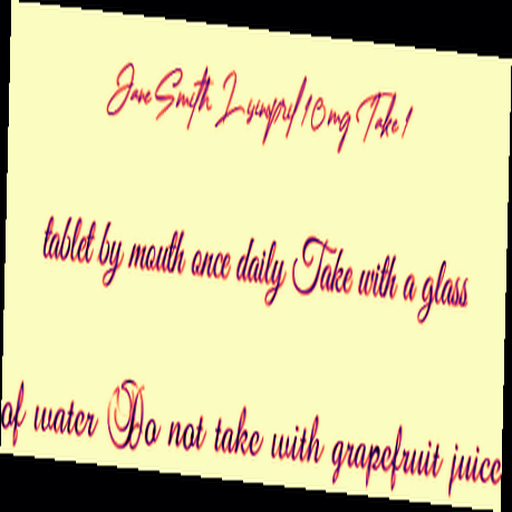 Jane Smith Lisinopril 10mg Take 1
tablet by mouth once daily Take with a glass
of water Do not take with grapefruit juice